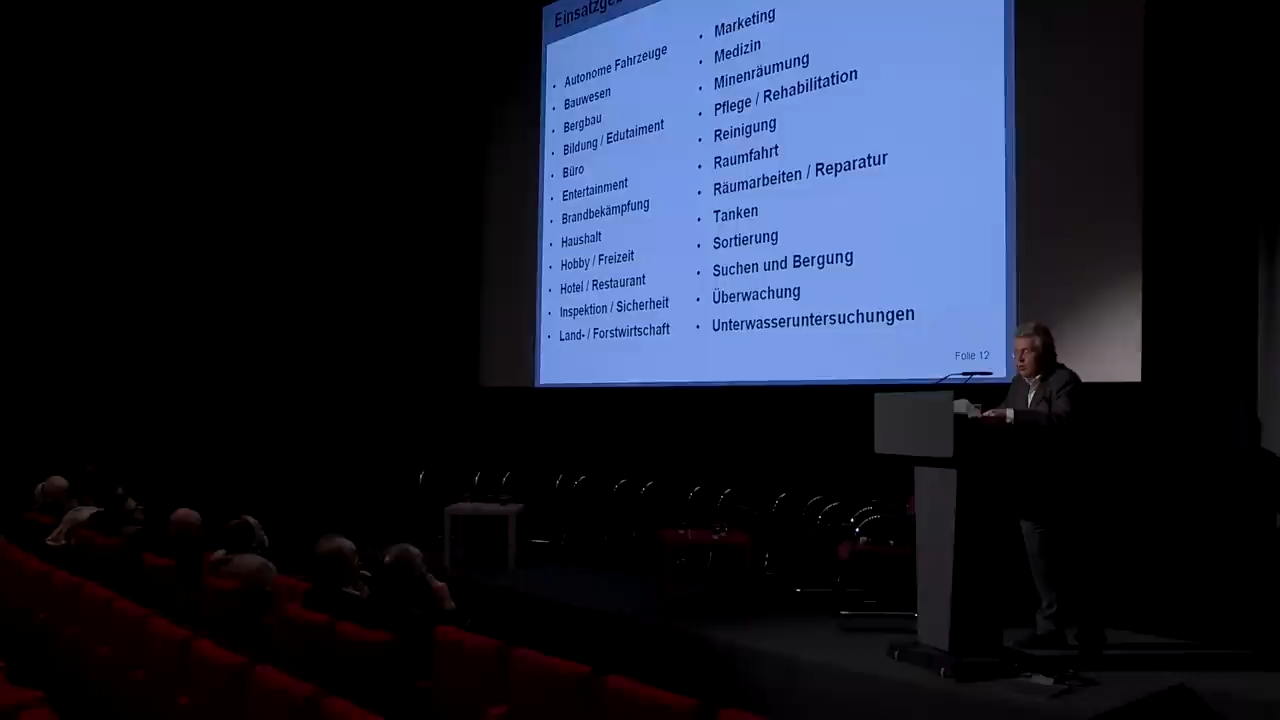 Autonome Fahrzeuge
Bauwesen
Bergbau
Bildung / Edutaiment
Büro
Entertainment
Brandbekämpfung
Haushalt
Hobby / Freizeit
Hotel / Restaurant
Inspektion / Sicherheit
Land- / Forstwirtschaft
Marketing
Medizin
Minenräumung
Pflege / Rehabilitation
Reinigung
Raumfahrt
Räumarbeiten / Reparatur
Tanken
Sortierung
Suchen und Bergung
Überwachung
Unterwasseruntersuchungen
Folie 12